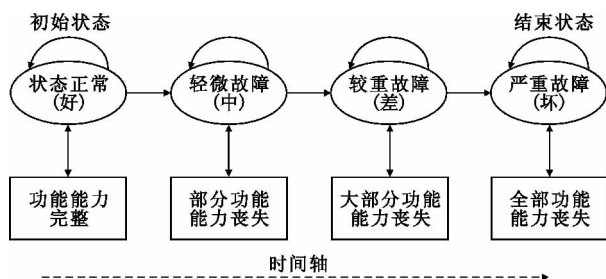 初始状态
结束状态
状态正常
(好)
轻微故障
(中)
较重故障
(差)
严重故障
(坏)
功能能力
完整
部分功能
能力丧失
大部分功能
能力丧失
全部功能
能力丧失
时间轴